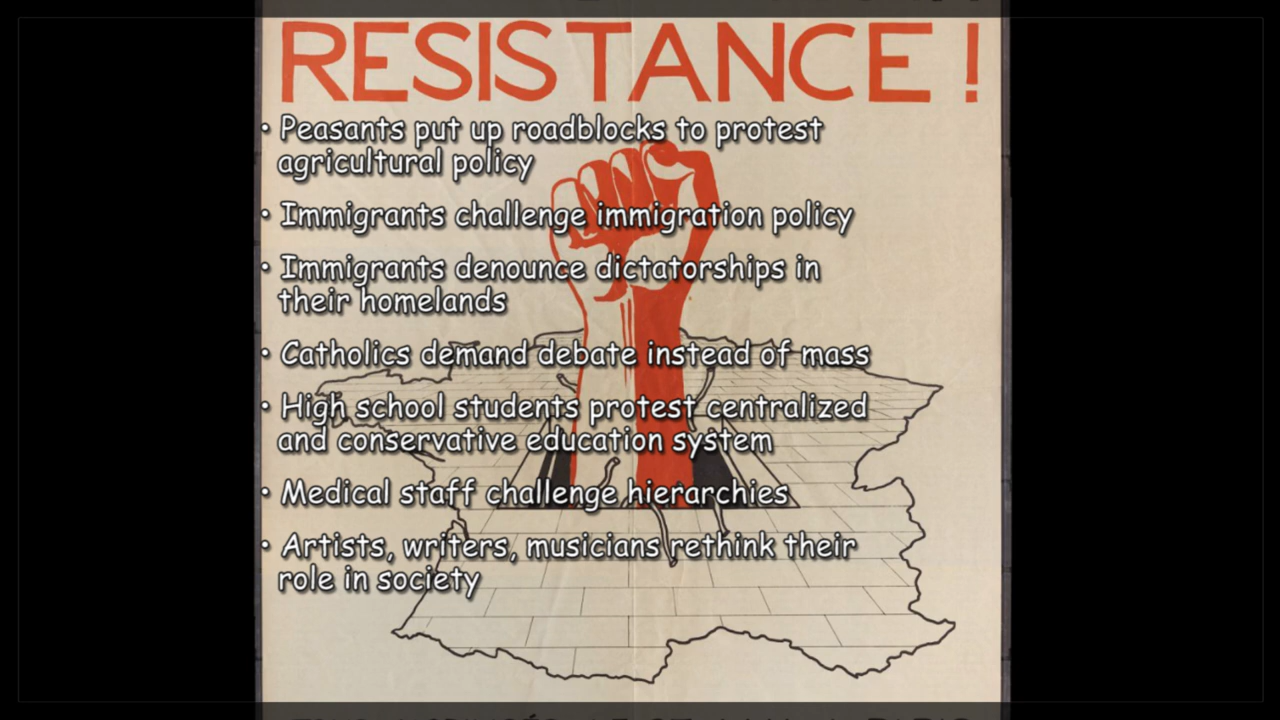 RESISTANCE !
• Peasants put up roadblocks to protest
agricultural policy
• Immigrants challenge immigration policy
• Immigrants denounce dictatorships in
their homelands
• Catholics demand debate instead of mass
• High school students protest centralized
and conservative education system
• Medical staff challenge hierarchies
• Artists, writers, musicians rethink their
role in society